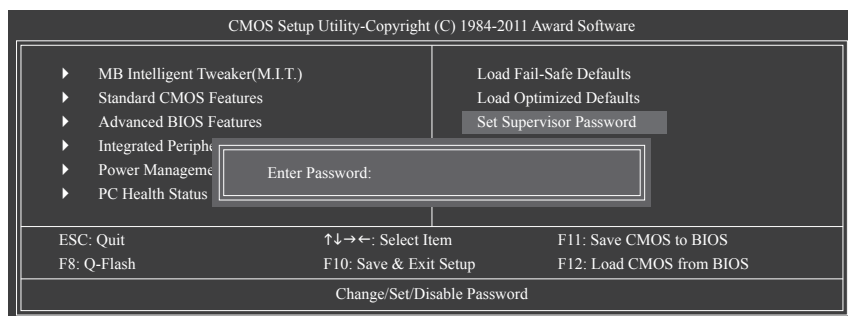 CMOS Setup Utility-Copyright (C) 1984-2011 Award Software
MB Intelligent Tweaker(M.I.T.)
Standard CMOS Features
Advanced BIOS Features
Integrated
PC Health Status
Load Fail-Safe Defaults
Load Optimized Defaults
Set Supervisor Password
Enter Password:
ESC: Quit
↑↓→←: Select Item
F11: Save CMOS to BIOS
F8: Q-Flash
F10: Save & Exit Setup
F12: Load CMOS from BIOS
Change/Set/Disable Password